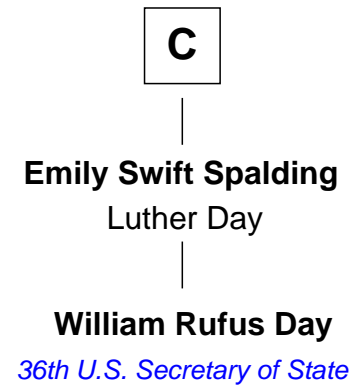 C
Emily Swift Spalding
Luther Day
William Rufus Day
36th U.S. Secretary of State